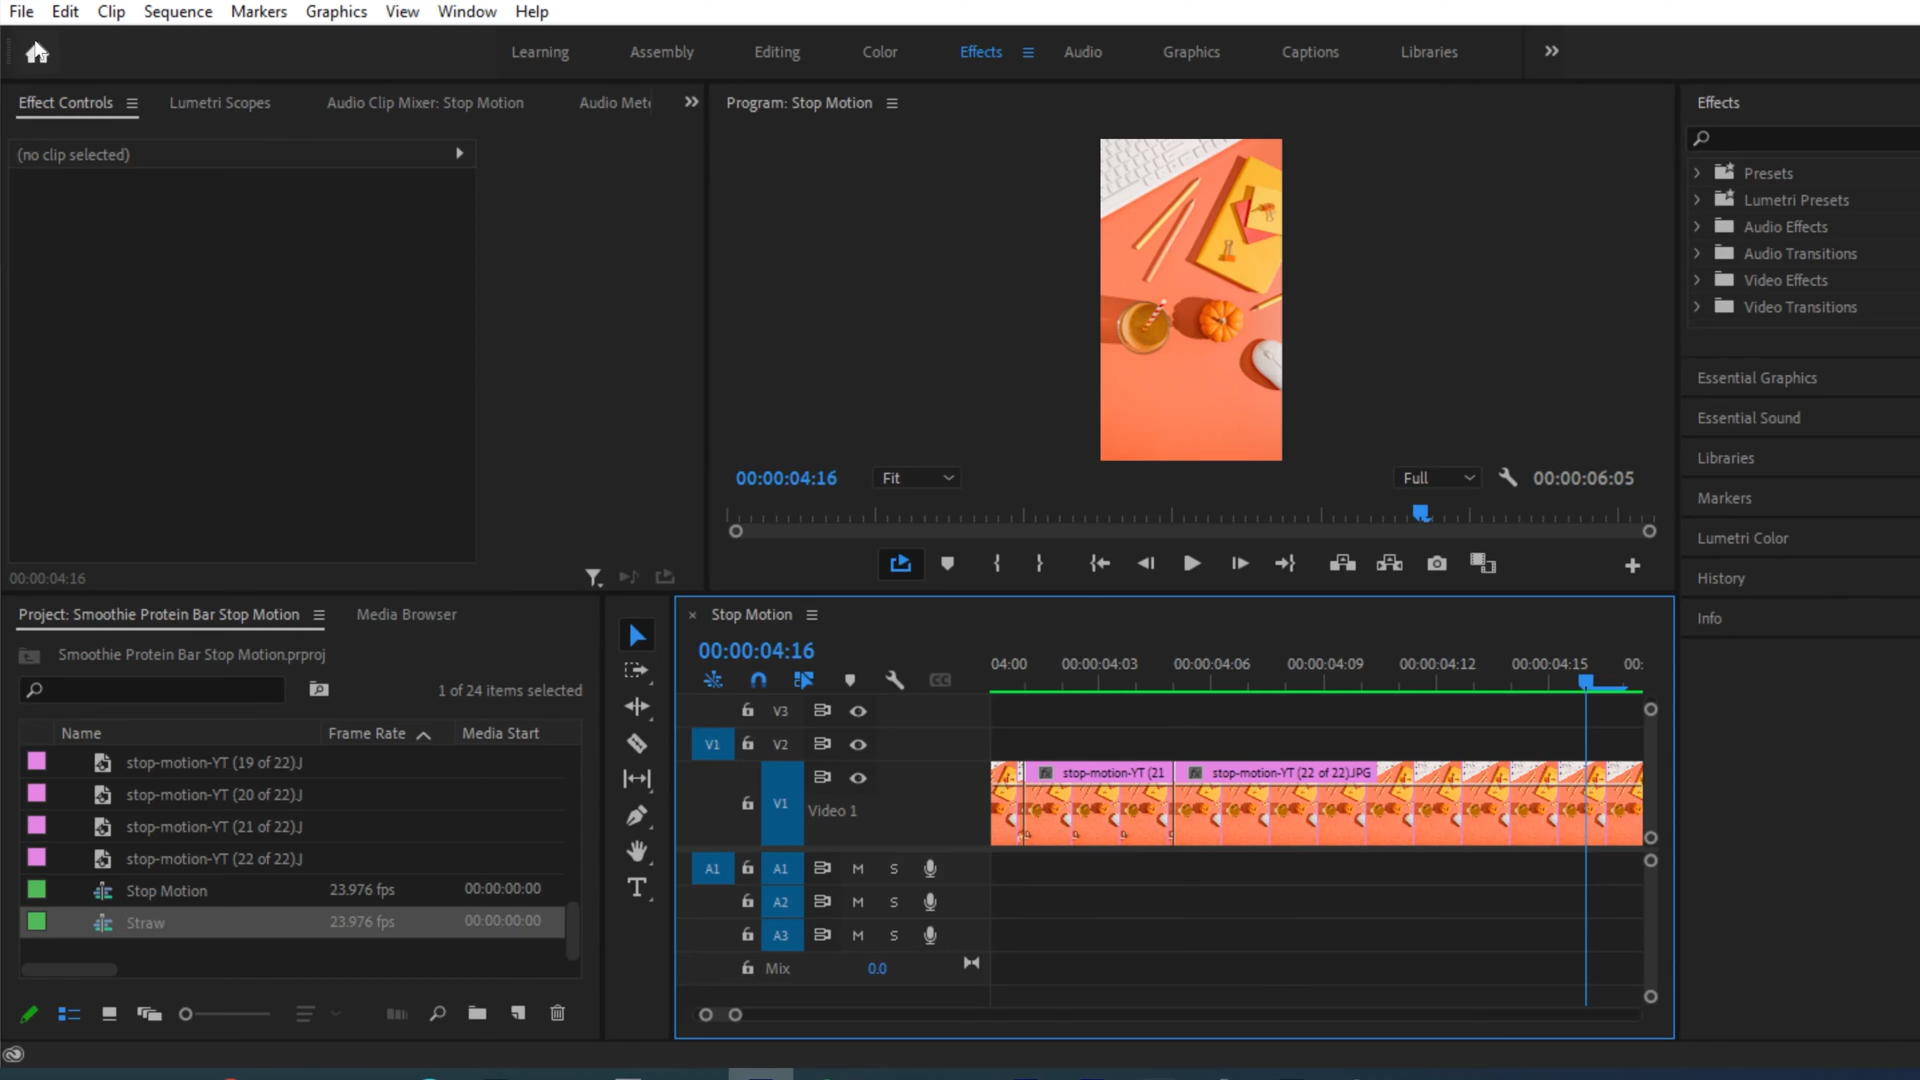 File Edit Clip Sequence Markers Graphics View Window Help
Learning Assembly Editing Color Effects Audio Graphics Captions Libraries
Effect Controls Lumetri Scopes Audio Clip Mixer: Stop Motion Audio Met
(no clip selected)
00:00:04:16
Program: Stop Motion
00:00:04:16 Fit Full 00:00:06:05
Effects
Presets
Lumetri Presets
Audio Effects
Audio Transitions
Video Effects
Video Transitions
Essential Graphics
Essential Sound
Libraries
Markers
Lumetri Color
History
Info
Project: Smoothie Protein Bar Stop Motion Media Browser
Smoothie Protein Bar Stop Motion.prproj
1 of 24 items selected
Name Frame Rate Media Start
stop-motion-YT (19 of 22).J
stop-motion-YT (20 of 22).J
stop-motion-YT (21 of 22).J
stop-motion-YT (22 of 22).J
Stop Motion 23.976 fps 00:00:00:00
Straw 23.976 fps 00:00:00:00
Stop Motion
00:00:04:16
04:00 00:00:04:03 00:00:04:06 00:00:04:09 00:00:04:12 00:00:04:15 00:
V3
V1 V2
stop-motion-YT (21 stop-motion-YT (22 of 22).JPG
V1 Video 1
A1 A1 M S
A2 M S
A3 M S
Mix 0.0